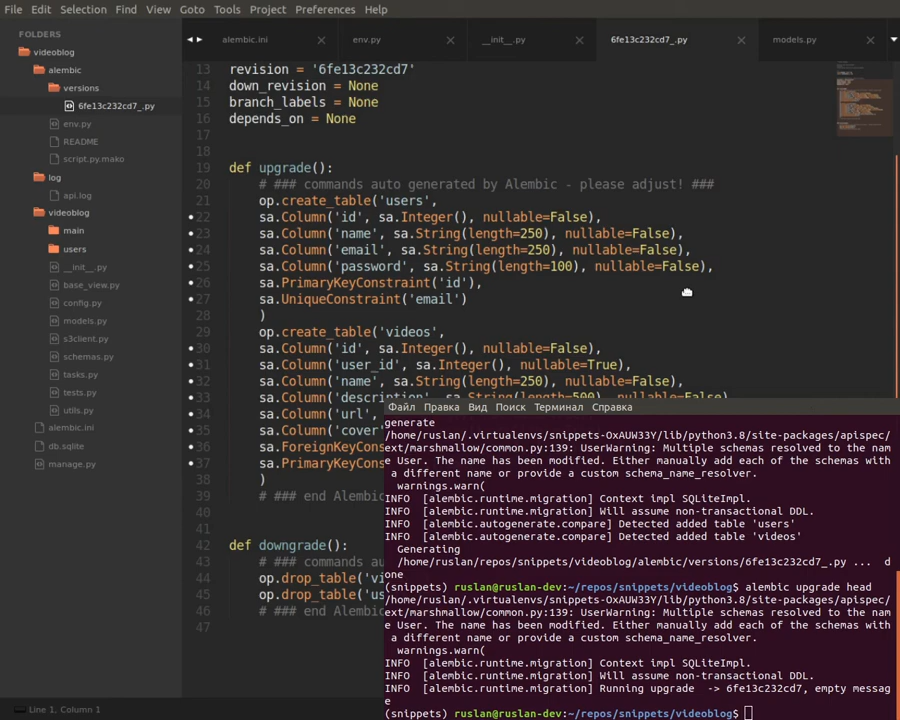 File Edit Selection Find View Goto Tools Project Preferences Help
FOLDERS
videoblog
alembic
versions
6fe13c232cd7_.py
env.py
README
script.py.mako
log
api.log
videoblog
main
users
__init__.py
base_view.py
config.py
models.py
s3client.py
schemas.py
tasks.py
tests.py
utils.py
alembic.ini
db.sqlite
manage.py
alembic.ini
env.py
__init__.py
6fe13c232cd7_.py
models.py
13 revision = '6fe13c232cd7'
14 down_revision = None
15 branch_labels = None
16 depends_on = None
17
18
19 def upgrade():
20 # ### commands auto generated by Alembic - please adjust! ###
21 op.create_table('users',
22 sa.Column('id', sa.Integer(), nullable=False),
23 sa.Column('name', sa.String(length=250), nullable=False),
24 sa.Column('email', sa.String(length=250), nullable=False),
25 sa.Column('password', sa.String(length=100), nullable=False),
26 sa.PrimaryKeyConstraint('id'),
27 sa.UniqueConstraint('email')
28 )
29 op.create_table('videos',
30 sa.Column('id', sa.Integer(), nullable=False),
31 sa.Column('user_id', sa.Integer(), nullable=True),
32 sa.Column('name', sa.String(length=250), nullable=False),
33 sa.Column('description', sa.String(length=500), nullable=False),
34 sa.Column('url',
35 sa.Column('cover'
36 sa.ForeignKeyCons
37 sa.PrimaryKeyCons
38 )
39 # ### end Alembic
40
41
42 def downgrade():
43 # ### commands au
44 op.drop_table('vi
45 op.drop_table('us
46 # ### end Alembic
47
Файл Правка Вид Поиск Терминал Справка
generate
/home/ruslan/.virtualenvs/snippets-OxAUW33Y/lib/python3.8/site-packages/apispec/
ext/marshmallow/common.py:139: UserWarning: Multiple schemas resolved to the nam
e User. The name has been modified. Either manually add each of the schemas with
a different name or provide a custom schema_name_resolver.
warnings.warn(
INFO [alembic.runtime.migration] Context impl SQLiteImpl.
INFO [alembic.runtime.migration] Will assume non-transactional DDL.
INFO [alembic.autogenerate.compare] Detected added table 'users'
INFO [alembic.autogenerate.compare] Detected added table 'videos'
Generating
/home/ruslan/repos/snippets/videoblog/alembic/versions/6fe13c232cd7_.py ... d
one
(snippets) ruslan@ruslan-dev:~/repos/snippets/videoblog$ alembic upgrade head
/home/ruslan/.virtualenvs/snippets-OxAUW33Y/lib/python3.8/site-packages/apispec/
ext/marshmallow/common.py:139: UserWarning: Multiple schemas resolved to the nam
e User. The name has been modified. Either manually add each of the schemas with
a different name or provide a custom schema_name_resolver.
warnings.warn(
INFO [alembic.runtime.migration] Context impl SQLiteImpl.
INFO [alembic.runtime.migration] Will assume non-transactional DDL.
INFO [alembic.runtime.migration] Running upgrade -> 6fe13c232cd7, empty messag
e
(snippets) ruslan@ruslan-dev:~/repos/snippets/videoblog$
Line 1, Column 1